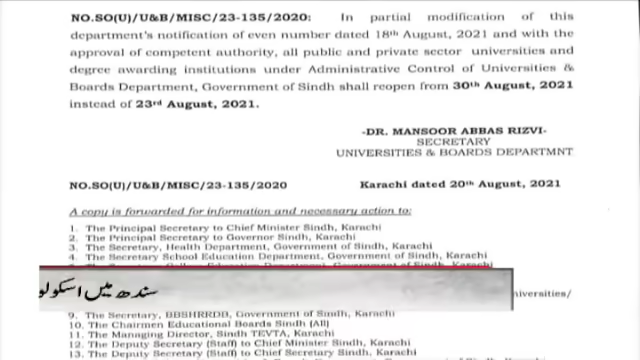 NO.SO(U)/U&B/MISC/23-135/2020: In partial modification of this
department's notification of even number dated 18th August, 2021 and with the
approval of competent authority, all public and private sector universities and
degree awarding institutions under Administrative Control of Universities &
Boards Department, Government of Sindh shall reopen from 30th August, 2021
instead of 23rd August, 2021.
-DR. MANSOOR ABBAS RIZVI-
SECRETARY
UNIVERSITIES & BOARDS DEPARTMNT
NO.SO(U)/U&B/MISC/23-135/2020 Karachi dated 20th August, 2021
A copy is forwarded for information and necessary action to:
1. The Principal Secretary to Chief Minister Sindh, Karachi
2. The Principal Secretary to Governor Sindh, Karachi
3. The Secretary, Health Department, Government of Sindh, Karachi
4. The Secretary School Education Department, Government of Sindh, Karachi
سندھ میں اسکولو
niversities/
9. The Secretary, BBSHRRDB, Government of Sindh, Karachi
10. The Chairmen Educational Boards Sindh (All)
11. The Managing Director, Sindh TEVTA, Karachi
12. The Deputy Secretary (Staff) to Chief Minister Sindh, Karachi
13. The Deputy Secretary (Staff) to Chief Secretary Sindh, Karachi